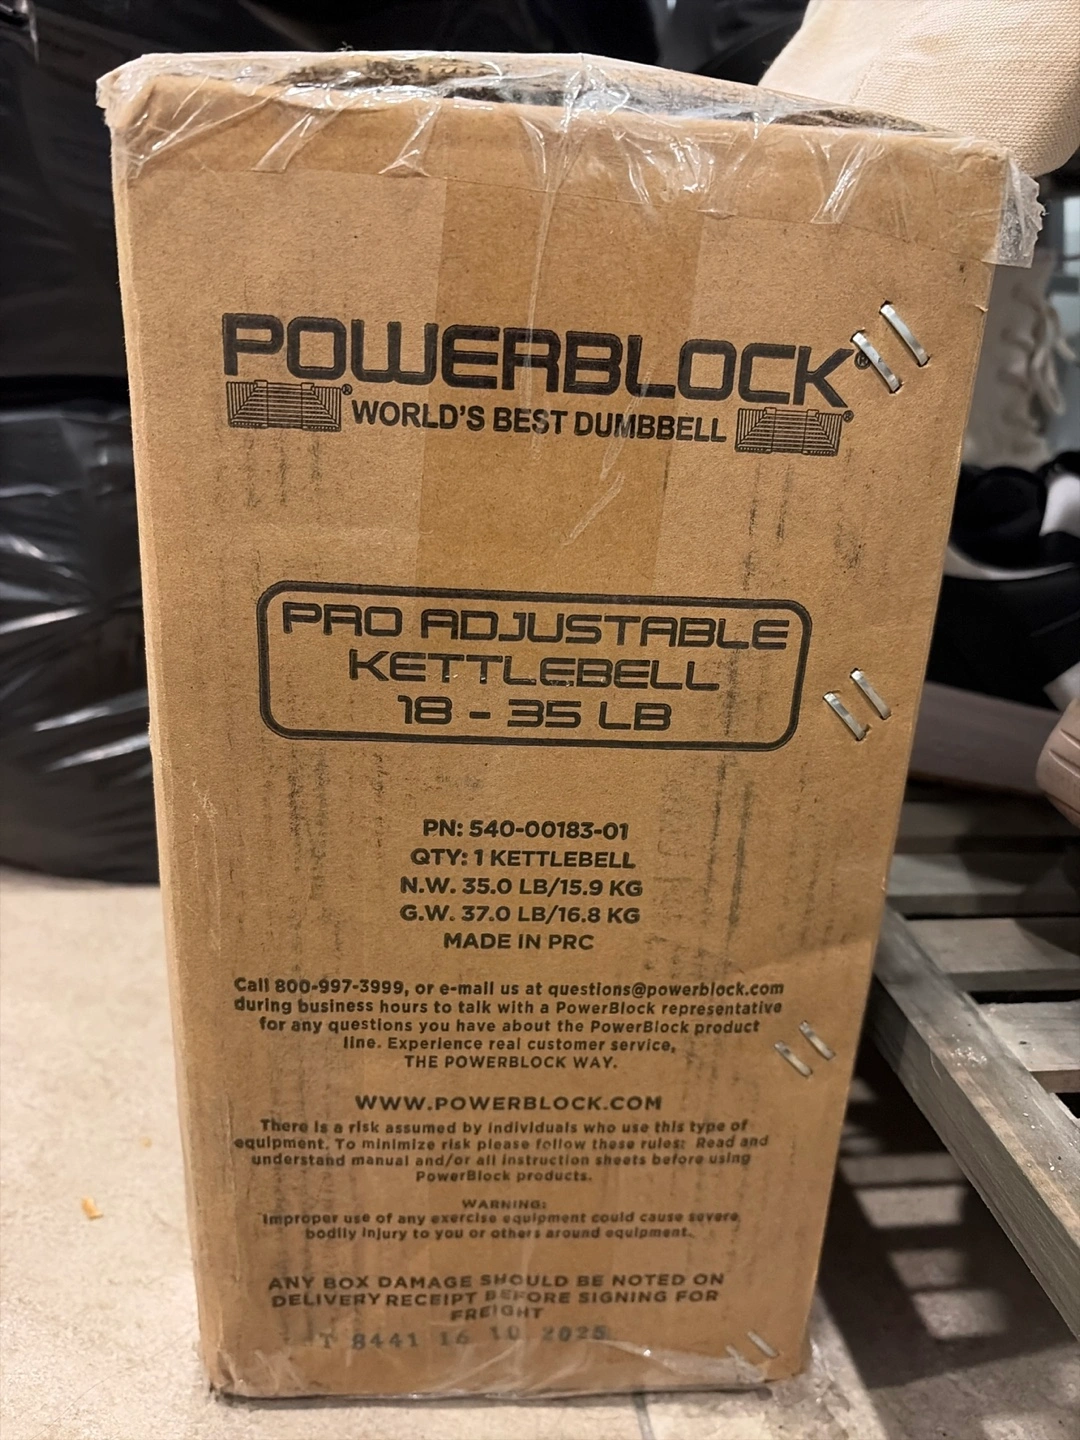 POWERBLOCK®
® WORLD'S BEST DUMBBELL ®
PRO ADJUSTABLE
KETTLEBELL
18 - 35 LB
PN: 540-00183-01
QTY: 1 KETTLEBELL
N.W. 35.0 LB/15.9 KG
G.W. 37.0 LB/16.8 KG
MADE IN PRC
Call 800-997-3999, or e-mail us at questions@powerblock.com
during business hours to talk with a PowerBlock representative
for any questions you have about the PowerBlock product
line. Experience real customer service,
THE POWERBLOCK WAY.
WWW.POWERBLOCK.COM
There is a risk assumed by individuals who use this type of
equipment. To minimize risk please follow these rules: Read and
understand manual and/or all instruction sheets before using
PowerBlock products.
WARNING:
Improper use of any exercise equipment could cause severe
bodily injury to you or others around equipment.
ANY BOX DAMAGE SHOULD BE NOTED ON
DELIVERY RECEIPT BEFORE SIGNING FOR
FREIGHT
T 8441 16 10 2025